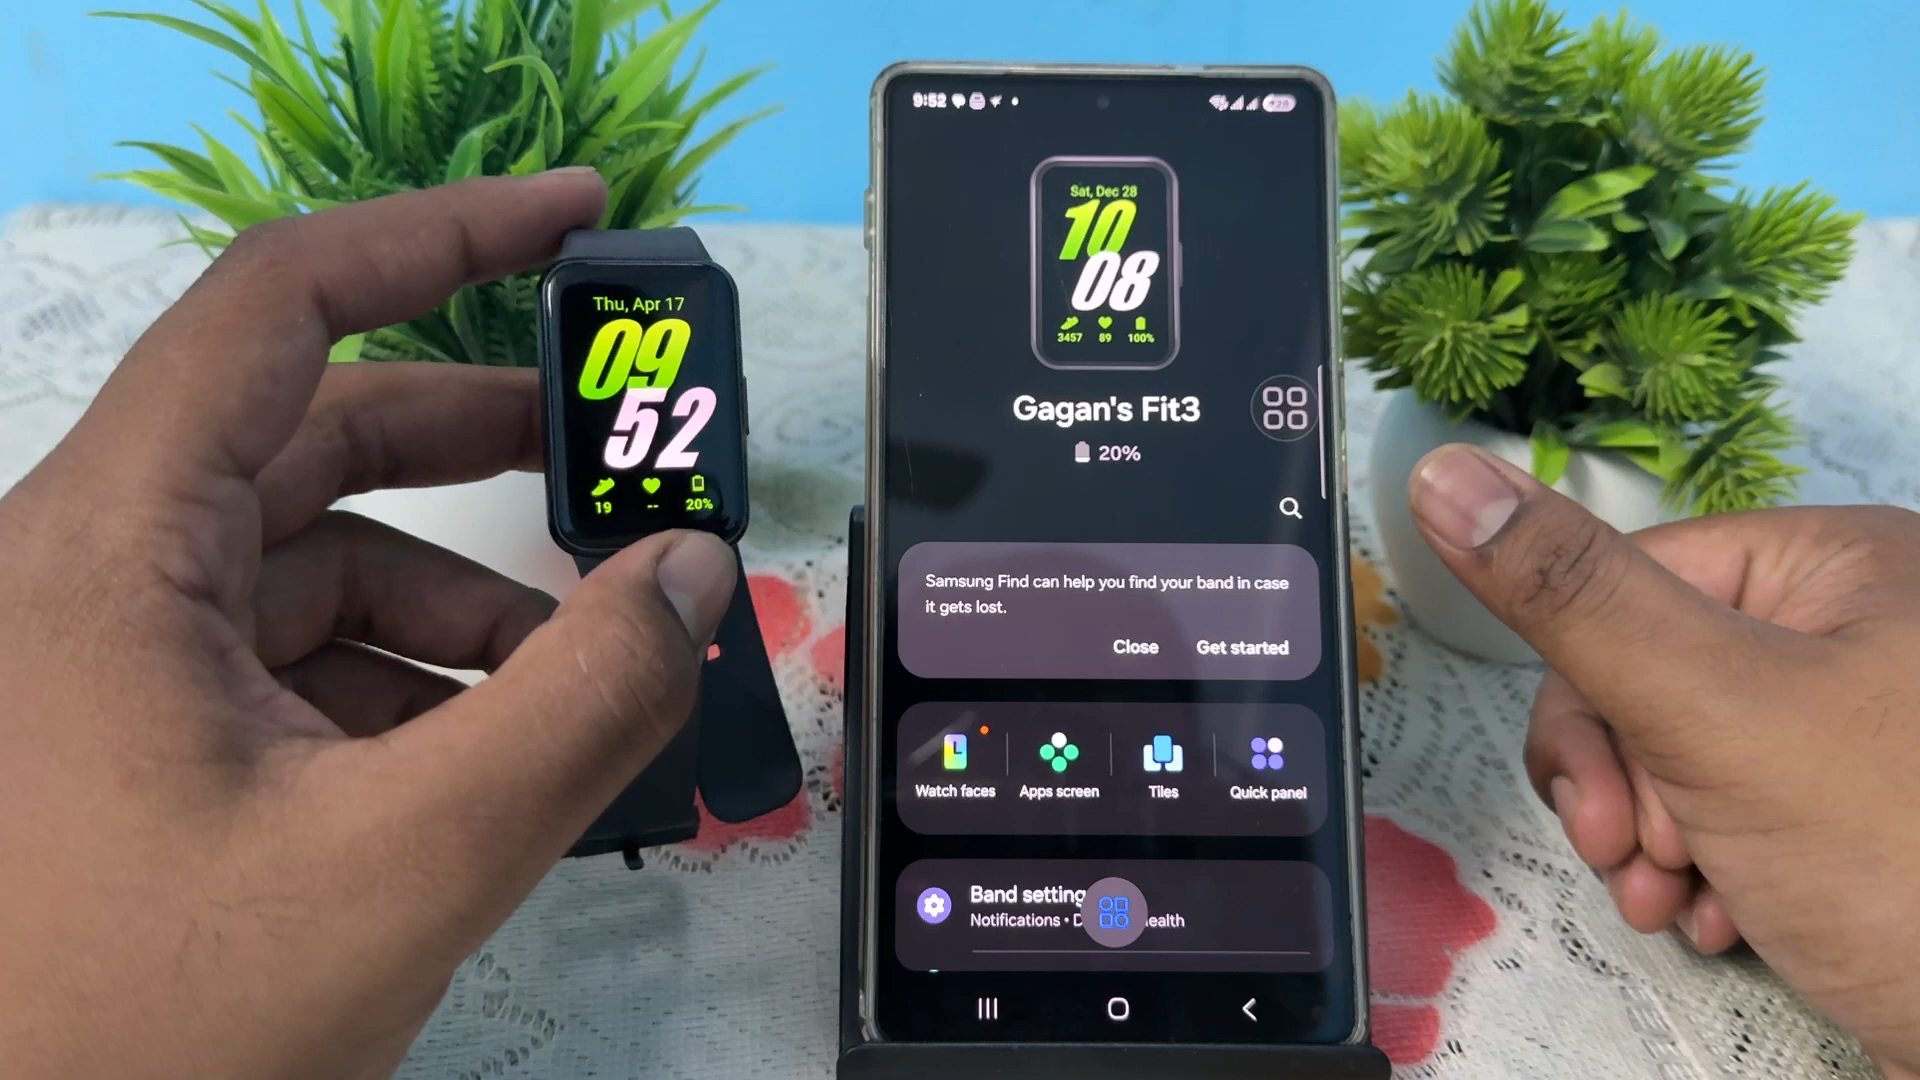 Thu, Apr 17
09
52
19
--
20%
9:52
Sat, Dec 28
10
08
3457
89
100%
Gagan's Fit3
20%
Samsung Find can help you find your band in case
it gets lost.
Close
Get started
Watch faces
Apps screen
Tiles
Quick panel
Band setting
Notifications •